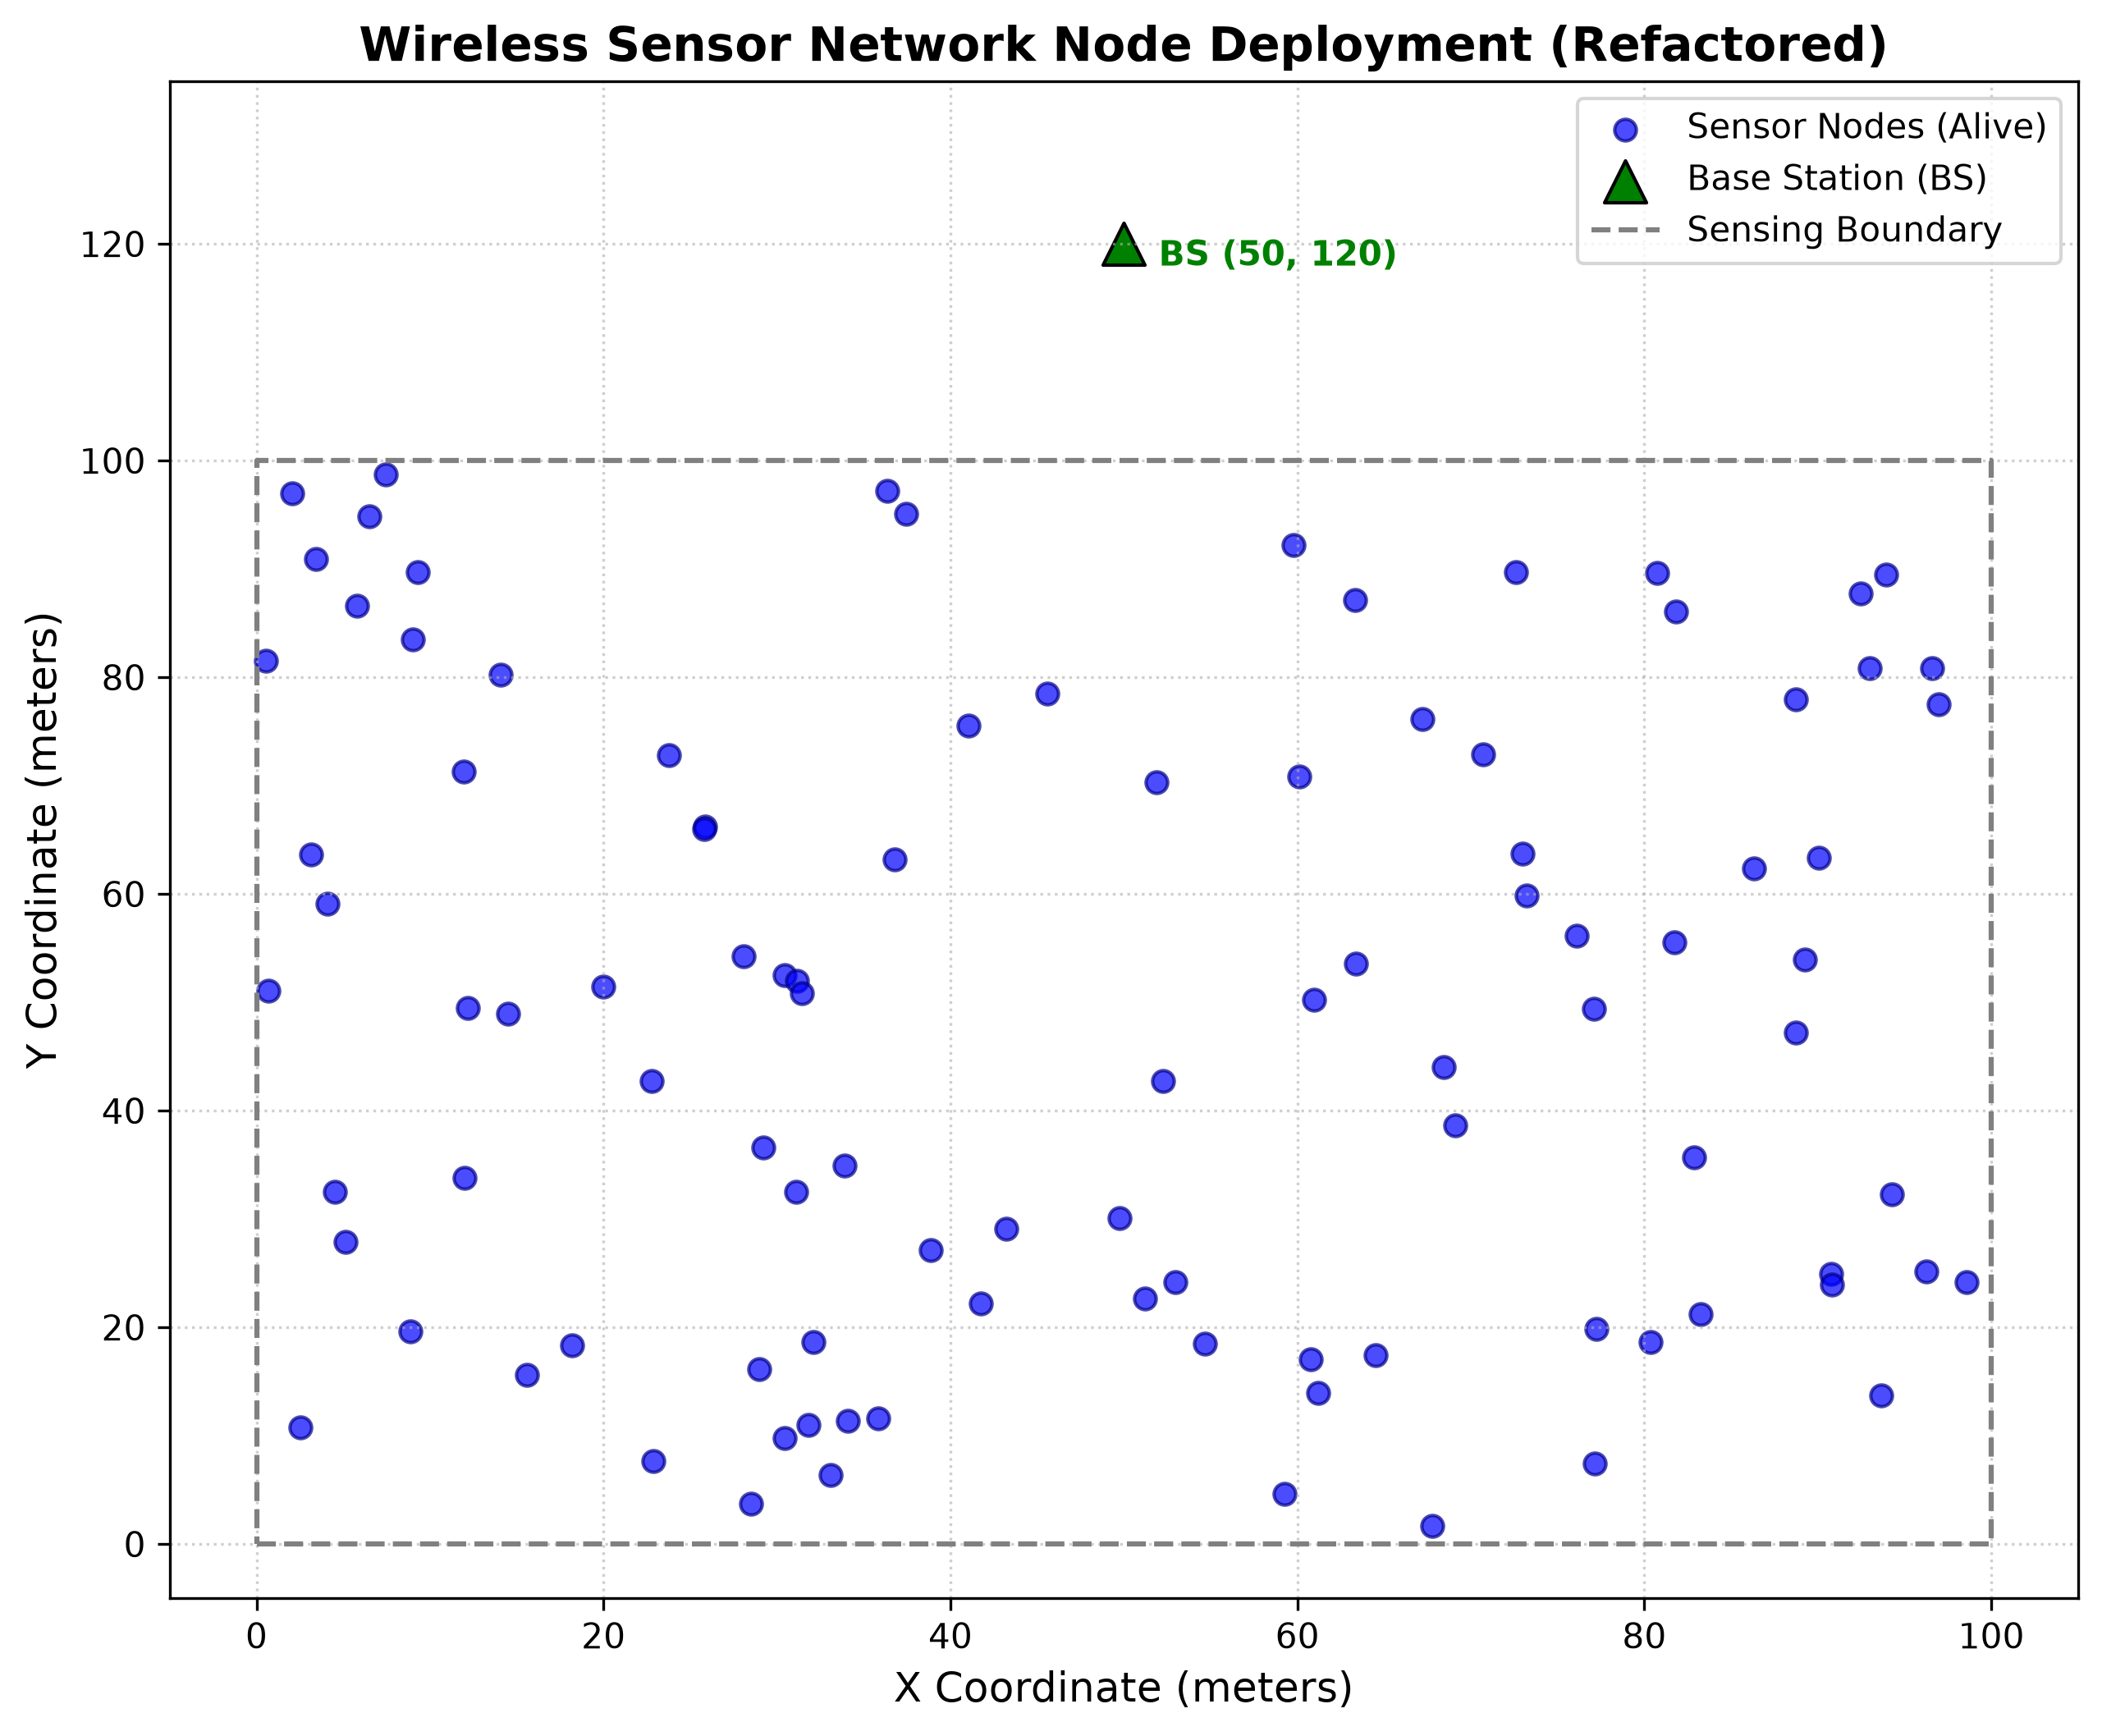 Wireless Sensor Network Node Deployment (Refactored)
Sensor Nodes (Alive)
Base Station (BS)
Sensing Boundary
BS (50, 120)
Y Coordinate (meters)
120
100
80
60
40
20
0
0 20 40 60 80 100
X Coordinate (meters)